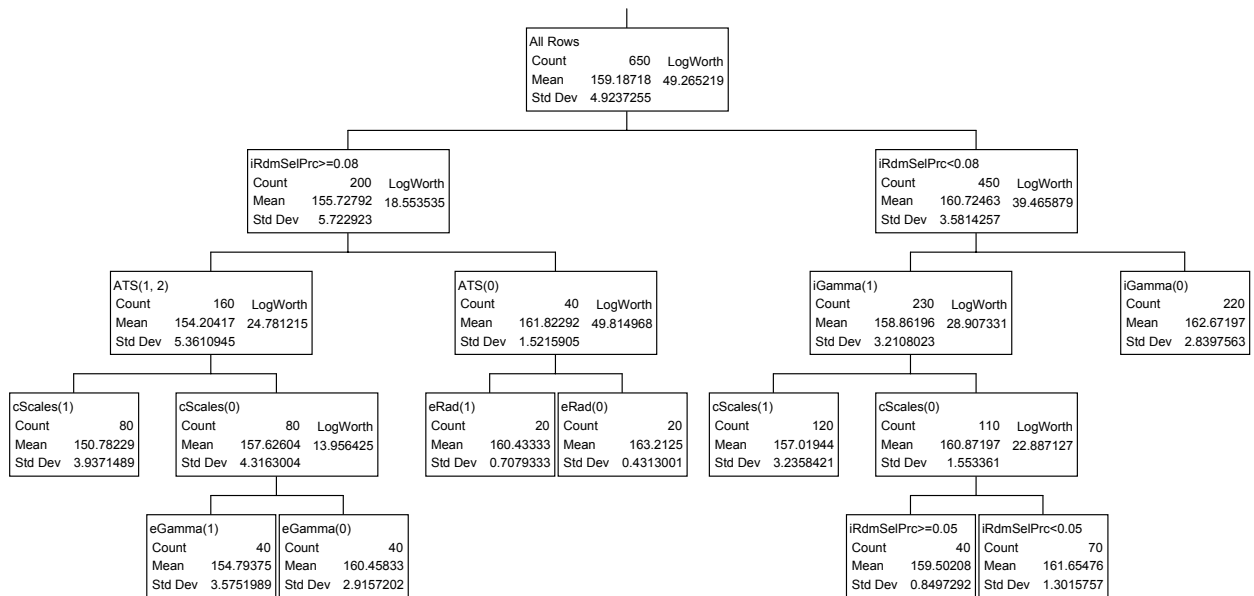 All Rows
Count 650 LogWorth
Mean 159.18718 49.265219
Std Dev 4.9237255
iRdmSelPrc>=0.08
Count 200 LogWorth
Mean 155.72792 18.553535
Std Dev 5.722923
iRdmSelPrc<0.08
Count 450 LogWorth
Mean 160.72463 39.465879
Std Dev 3.5814257
ATS(1, 2)
Count 160 LogWorth
Mean 154.20417 24.781215
Std Dev 5.3610945
ATS(0)
Count 40 LogWorth
Mean 161.82292 49.814968
Std Dev 1.5215905
iGamma(1)
Count 230 LogWorth
Mean 158.86196 28.907331
Std Dev 3.2108023
iGamma(0)
Count 220
Mean 162.67197
Std Dev 2.8397563
cScales(1)
Count 80
Mean 150.78229
Std Dev 3.9371489
cScales(0)
Count 80 LogWorth
Mean 157.62604 13.956425
Std Dev 4.3163004
eRad(1)
Count 20
Mean 160.43333
Std Dev 0.7079333
eRad(0)
Count 20
Mean 163.2125
Std Dev 0.4313001
cScales(1)
Count 120
Mean 157.01944
Std Dev 3.2358421
cScales(0)
Count 110 LogWorth
Mean 160.87197 22.887127
Std Dev 1.553361
eGamma(1)
Count 40
Mean 154.79375
Std Dev 3.5751989
eGamma(0)
Count 40
Mean 160.45833
Std Dev 2.9157202
iRdmSelPrc>=0.05
Count 40
Mean 159.50208
Std Dev 0.8497292
iRdmSelPrc<0.05
Count 70
Mean 161.65476
Std Dev 1.3015757